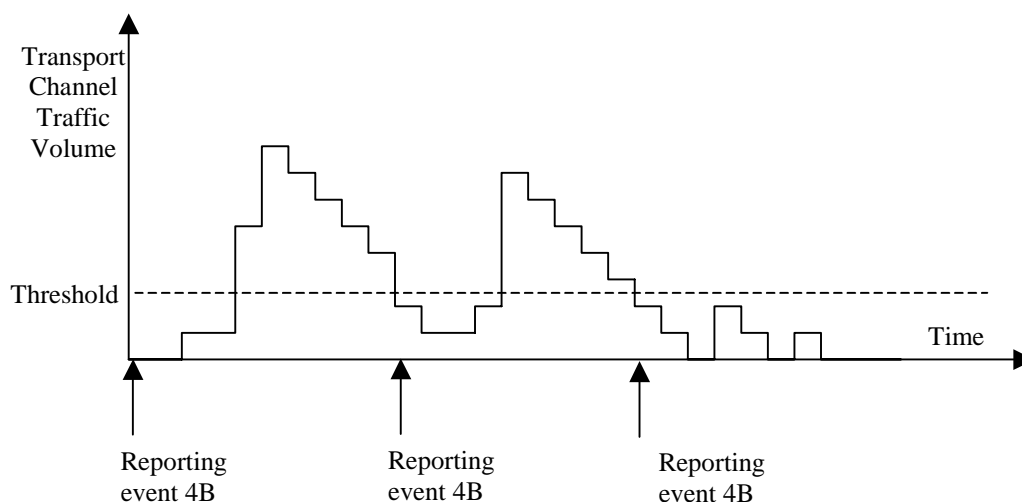 Transport
Channel
Traffic
Volume
Threshold
Time
Reporting
event 4B
Reporting
event 4B
Reporting
event 4B